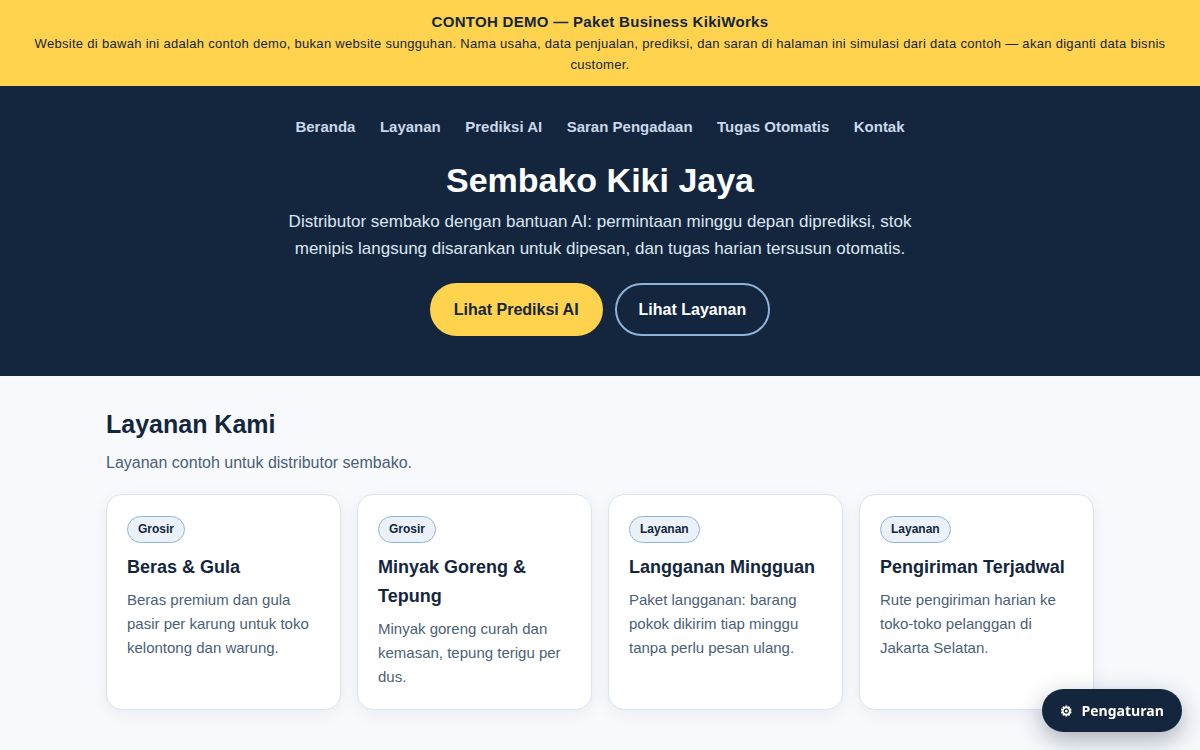 CONTOH DEMO — Paket Business KikiWorks
Website di bawah ini adalah contoh demo, bukan website sungguhan. Nama usaha, data penjualan, prediksi, dan saran di halaman ini simulasi dari data contoh — akan diganti data bisnis
customer.
Beranda Layanan Prediksi AI Saran Pengadaan Tugas Otomatis Kontak
Sembako Kiki Jaya
Distributor sembako dengan bantuan AI: permintaan minggu depan diprediksi, stok
menipis langsung disarankan untuk dipesan, dan tugas harian tersusun otomatis.
Lihat Prediksi AI Lihat Layanan
Layanan Kami
Layanan contoh untuk distributor sembako.
Grosir
Beras & Gula
Beras premium dan gula
pasir per karung untuk toko
kelontong dan warung.
Grosir
Minyak Goreng &
Tepung
Minyak goreng curah dan
kemasan, tepung terigu per
dus.
Layanan
Langganan Mingguan
Paket langganan: barang
pokok dikirim tiap minggu
tanpa perlu pesan ulang.
Layanan
Pengiriman Terjadwal
Rute pengiriman harian ke
toko-toko pelanggan di
Jakarta Selatan.
⚙ Pengaturan